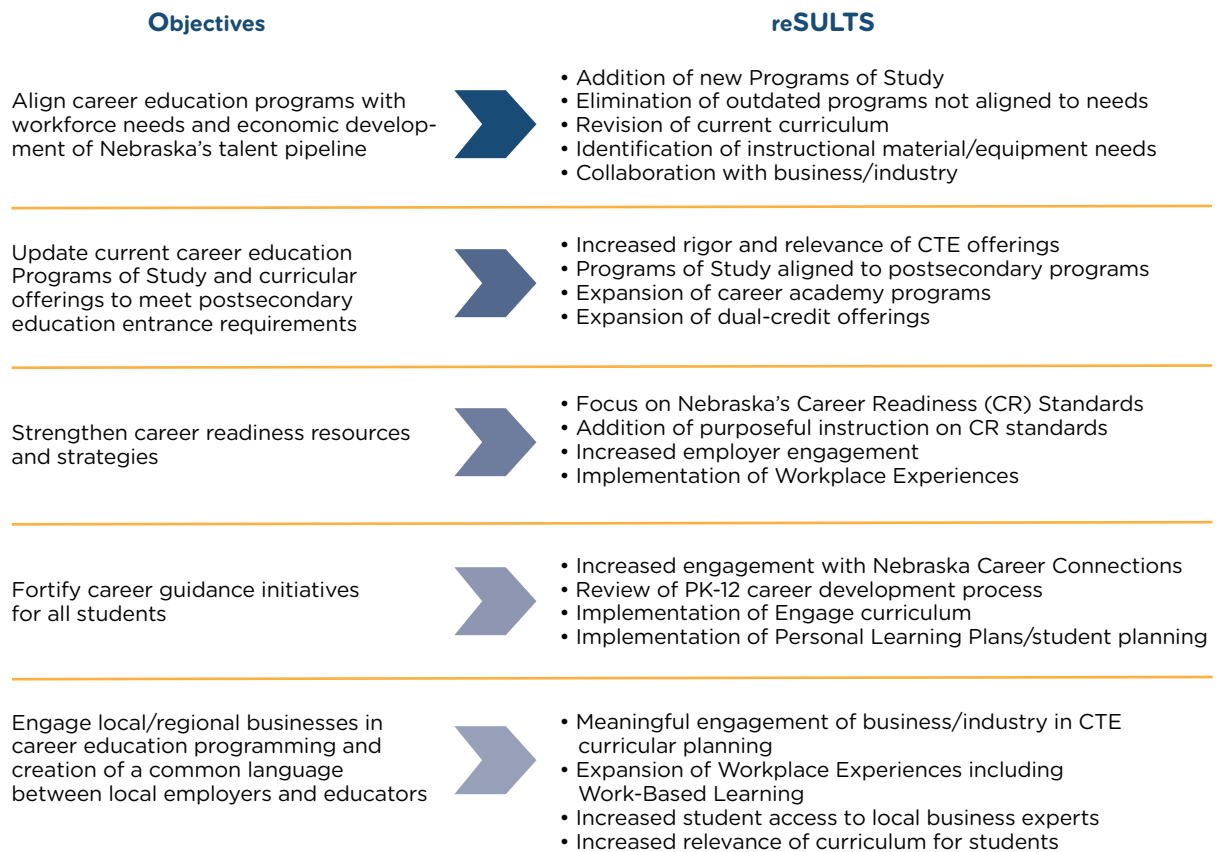 Objectives
reSULTS
Align career education programs with
workforce needs and economic develop-
ment of Nebraska's talent pipeline
• Addition of new Programs of Study
• Elimination of outdated programs not aligned to needs
• Revision of current curriculum
• Identification of instructional material/equipment needs
• Collaboration with business/industry
Update current career education
Programs of Study and curricular
offerings to meet postsecondary
education entrance requirements
• Increased rigor and relevance of CTE offerings
• Programs of Study aligned to postsecondary programs
• Expansion of career academy programs
• Expansion of dual-credit offerings
Strengthen career readiness resources
and strategies
• Focus on Nebraska's Career Readiness (CR) Standards
• Addition of purposeful instruction on CR standards
• Increased employer engagement
• Implementation of Workplace Experiences
Fortify career guidance initiatives
for all students
• Increased engagement with Nebraska Career Connections
• Review of PK-12 career development process
• Implementation of Engage curriculum
• Implementation of Personal Learning Plans/student planning
Engage local/regional businesses in
career education programming and
creation of a common language
between local employers and educators
• Meaningful engagement of business/industry in CTE
curricular planning
• Expansion of Workplace Experiences including
Work-Based Learning
• Increased student access to local business experts
• Increased relevance of curriculum for students